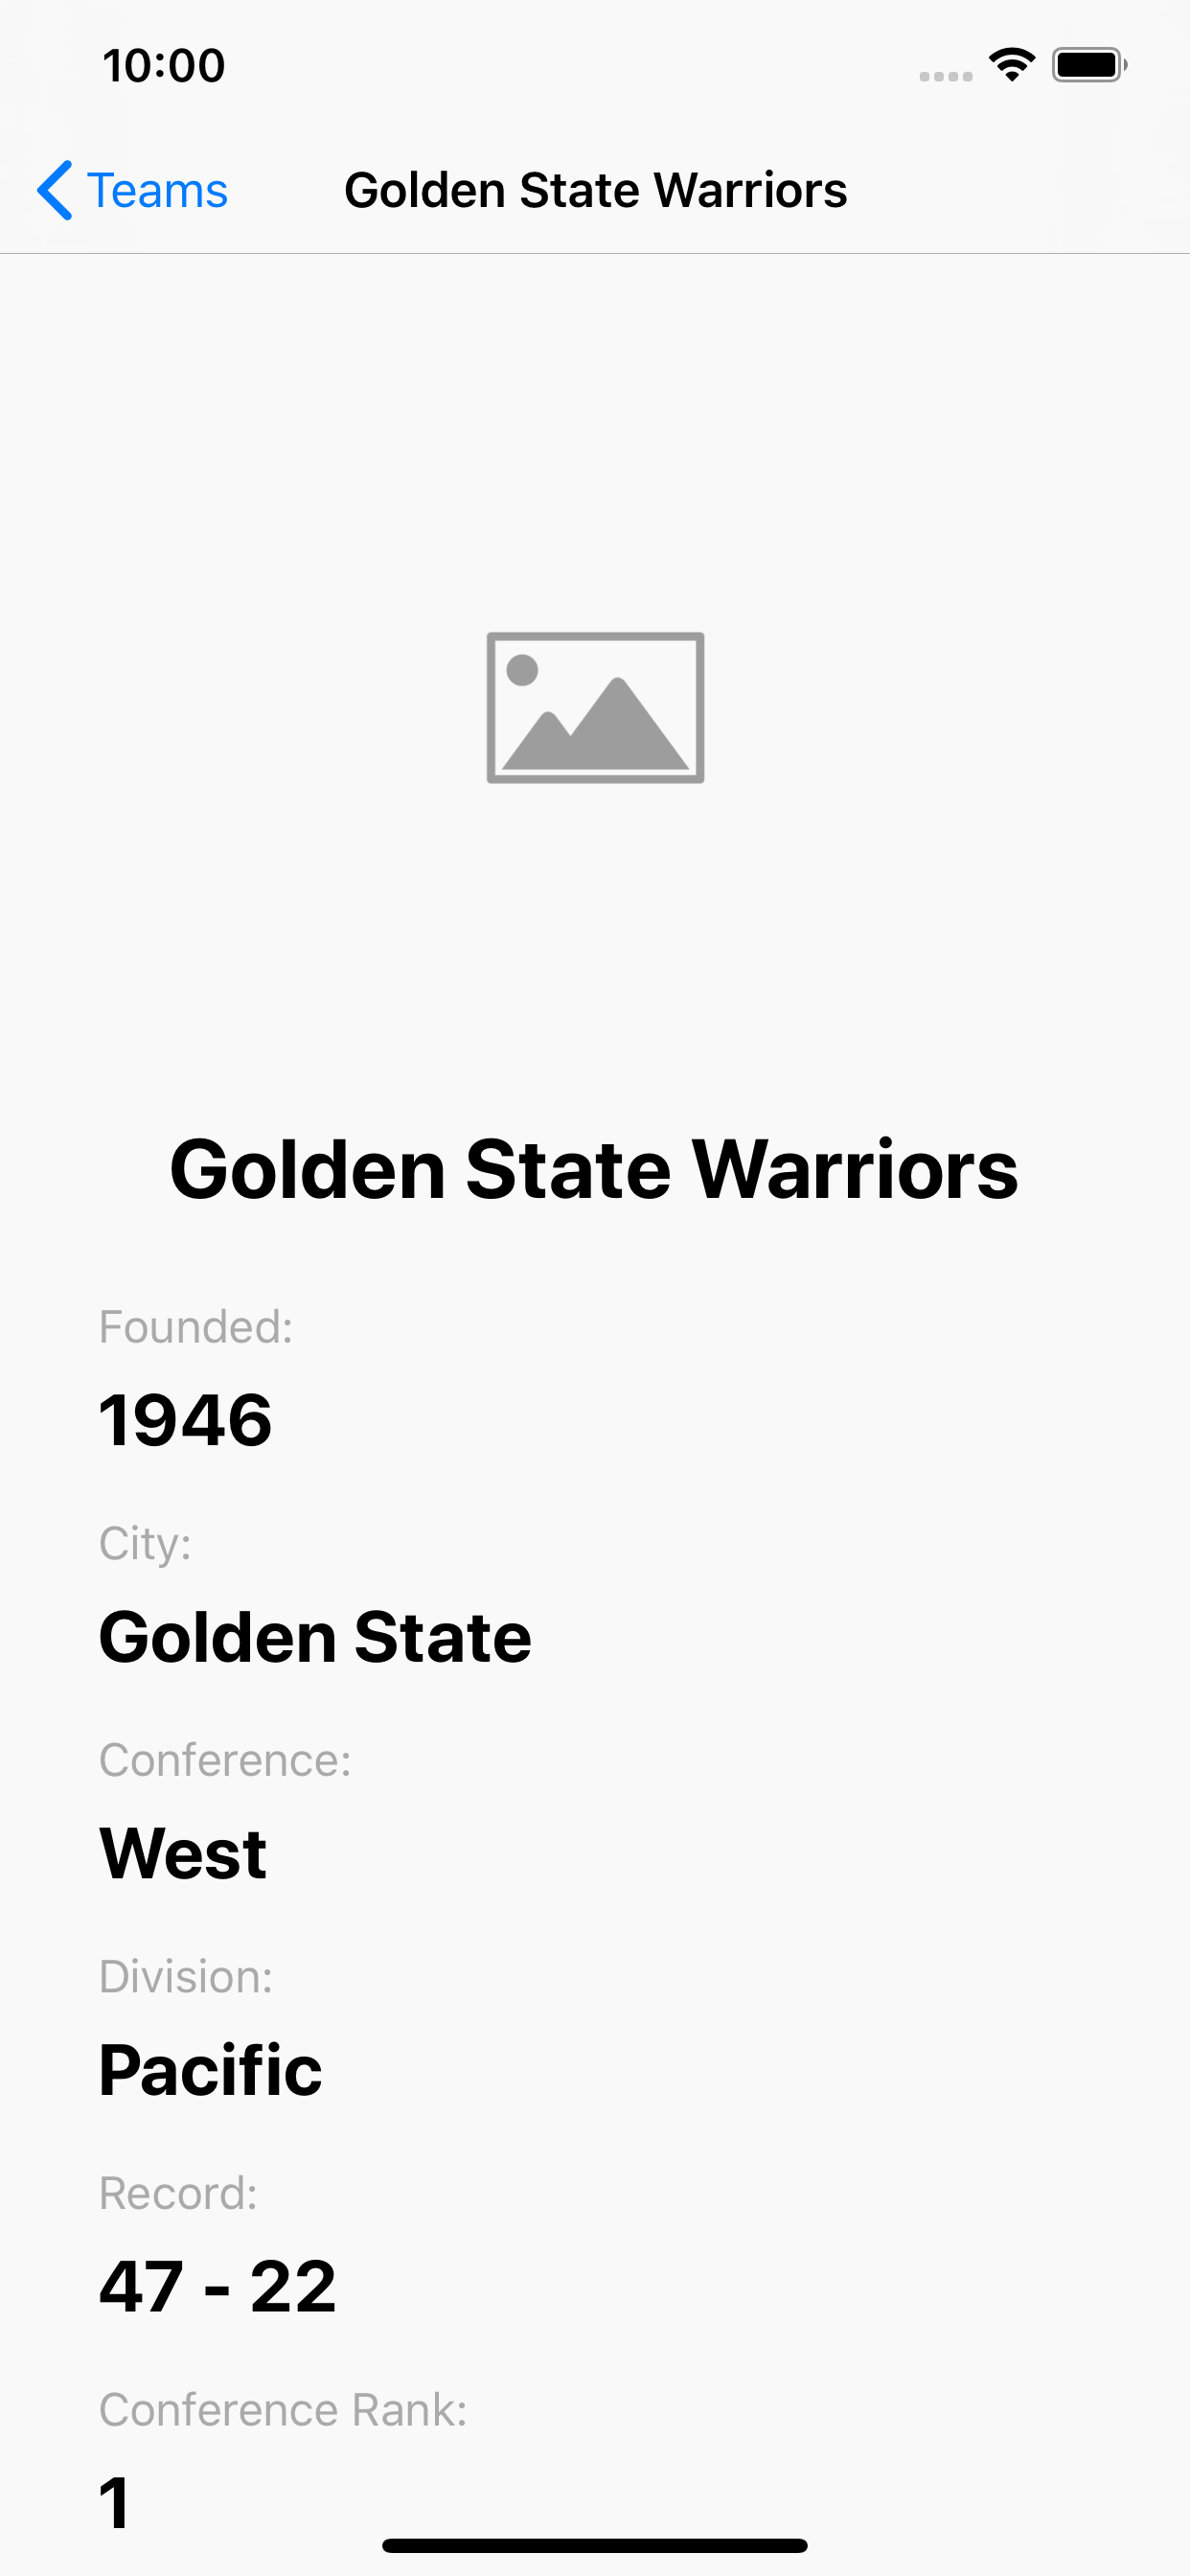 10:00
Teams
Golden State Warriors
Golden State Warriors
Founded:
1946
City:
Golden State
Conference:
West
Division:
Pacific
Record:
47 - 22
Conference Rank:
1